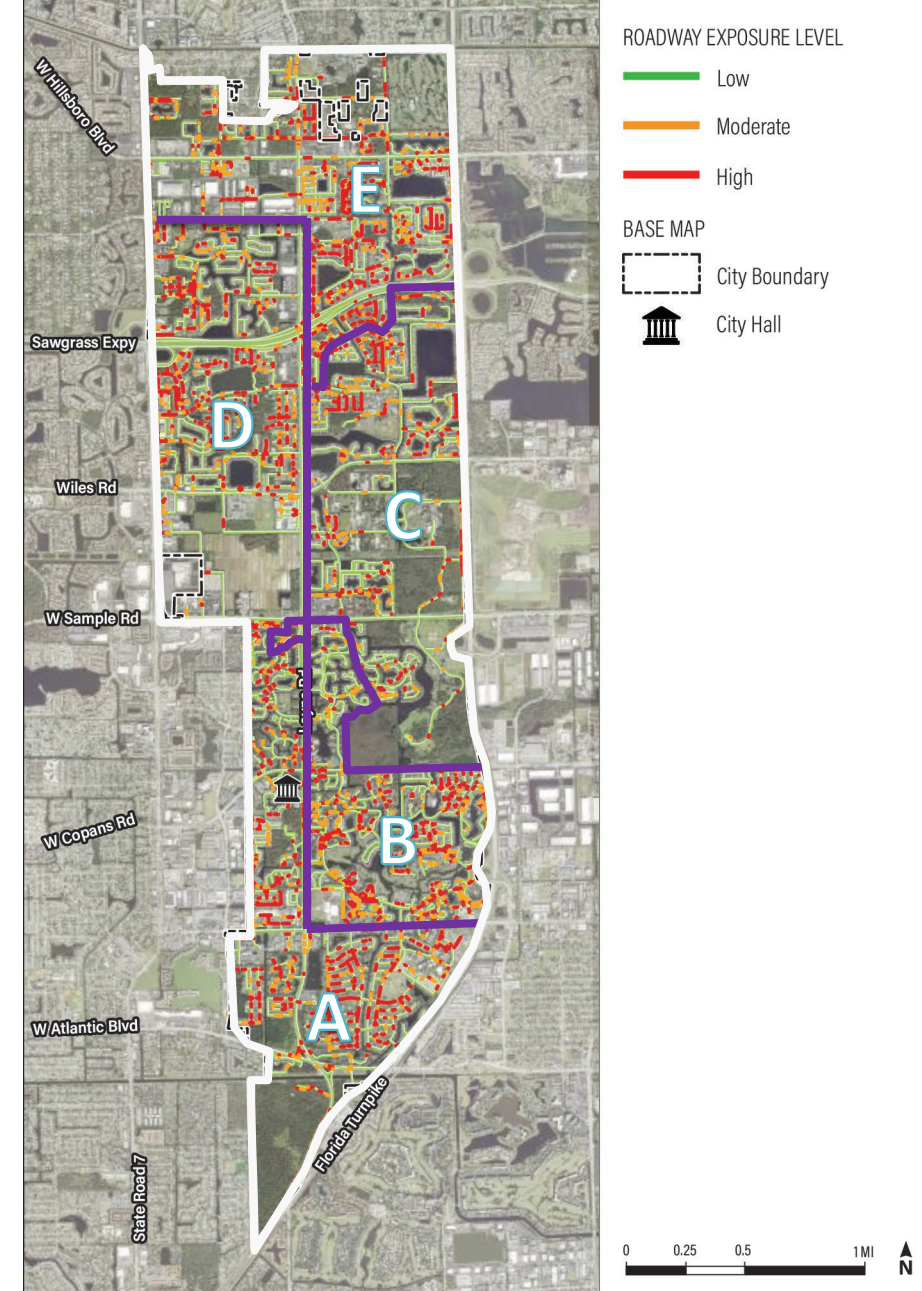 W Hillsboro Blvd
E
Sawgrass Expy
D
Wiles Rd
C
W Sample Rd
W Copans Rd
B
W Atlantic Blvd
A
Florida Turnpike
State Road 7
ROADWAY EXPOSURE LEVEL
Low
Moderate
High
BASE MAP
City Boundary
City Hall
0 0.25 0.5 1 MI
N